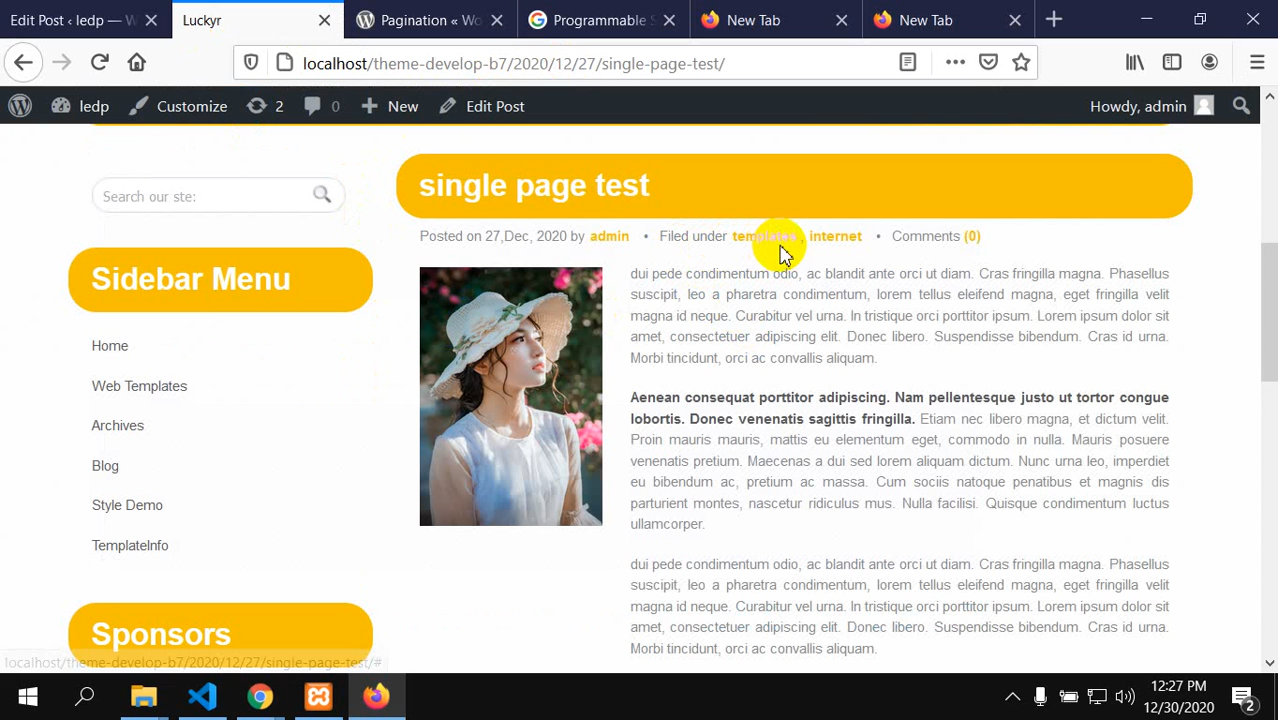 Edit Post ‹ ledp — W
Luckyr
Pagination « Wo
Programmable S
New Tab
New Tab
localhost/theme-develop-b7/2020/12/27/single-page-test/
ledp
Customize
2
0
New
Edit Post
Howdy, admin
Search our site:
Sidebar Menu
Home
Web Templates
Archives
Blog
Style Demo
TemplateInfo
Sponsors
single page test
Posted on 27,Dec, 2020 by admin • Filed under templates , internet • Comments (0)
dui pede condimentum odio, ac blandit ante orci ut diam. Cras fringilla magna. Phasellus
suscipit, leo a pharetra condimentum, lorem tellus eleifend magna, eget fringilla velit
magna id neque. Curabitur vel urna. In tristique orci porttitor ipsum. Lorem ipsum dolor sit
amet, consectetuer adipiscing elit. Donec libero. Suspendisse bibendum. Cras id urna.
Morbi tincidunt, orci ac convallis aliquam.
Aenean consequat porttitor adipiscing. Nam pellentesque justo ut tortor congue
lobortis. Donec venenatis sagittis fringilla. Etiam nec libero magna, et dictum velit.
Proin mauris mauris, mattis eu elementum eget, commodo in nulla. Mauris posuere
venenatis pretium. Maecenas a dui sed lorem aliquam dictum. Nunc urna leo, imperdiet
eu bibendum ac, pretium ac massa. Cum sociis natoque penatibus et magnis dis
parturient montes, nascetur ridiculus mus. Nulla facilisi. Quisque condimentum luctus
ullamcorper.
dui pede condimentum odio, ac blandit ante orci ut diam. Cras fringilla magna. Phasellus
suscipit, leo a pharetra condimentum, lorem tellus eleifend magna, eget fringilla velit
magna id neque. Curabitur vel urna. In tristique orci porttitor ipsum. Lorem ipsum dolor sit
amet, consectetuer adipiscing elit. Donec libero. Suspendisse bibendum. Cras id urna.
Morbi tincidunt, orci ac convallis aliquam.
localhost/theme-develop-b7/2020/12/27/single-page-test/#
12:27 PM
12/30/2020
2